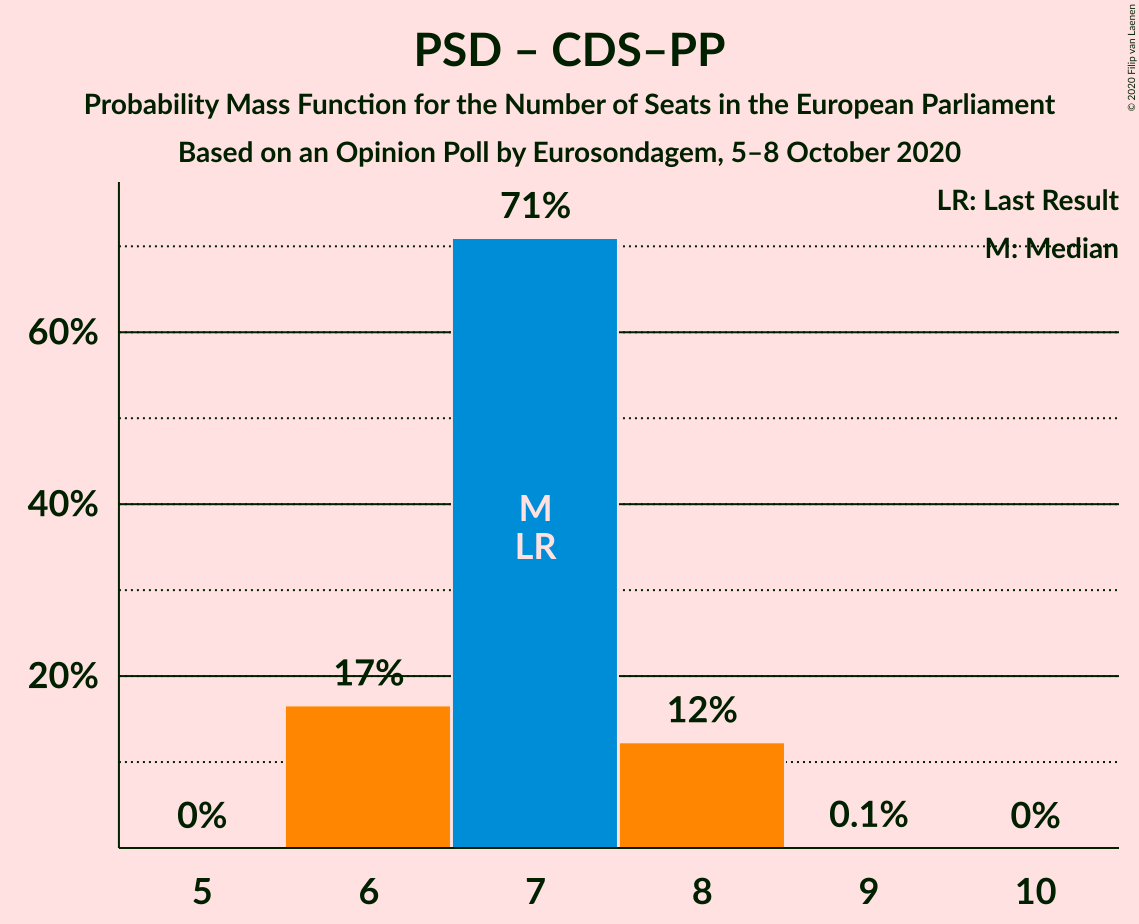 PSD – CDS–PP
Probability Mass Function for the Number of Seats in the European Parliament
Based on an Opinion Poll by Eurosondagem, 5–8 October 2020
© 2020 Filip van Laenen
LR: Last Result
M: Median
71%
60%
40%
20%
M
LR
17%
12%
0%
0.1%
0%
5
6
7
8
9
10